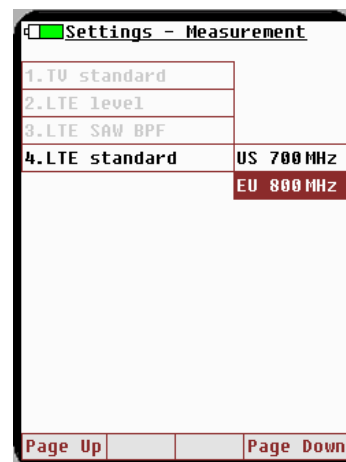 Settings - Measurement
1.TV standard
2.LTE level
3.LTE SAW BPF
4.LTE standard US 700 MHz
EU 800 MHz
Page Up Page Down